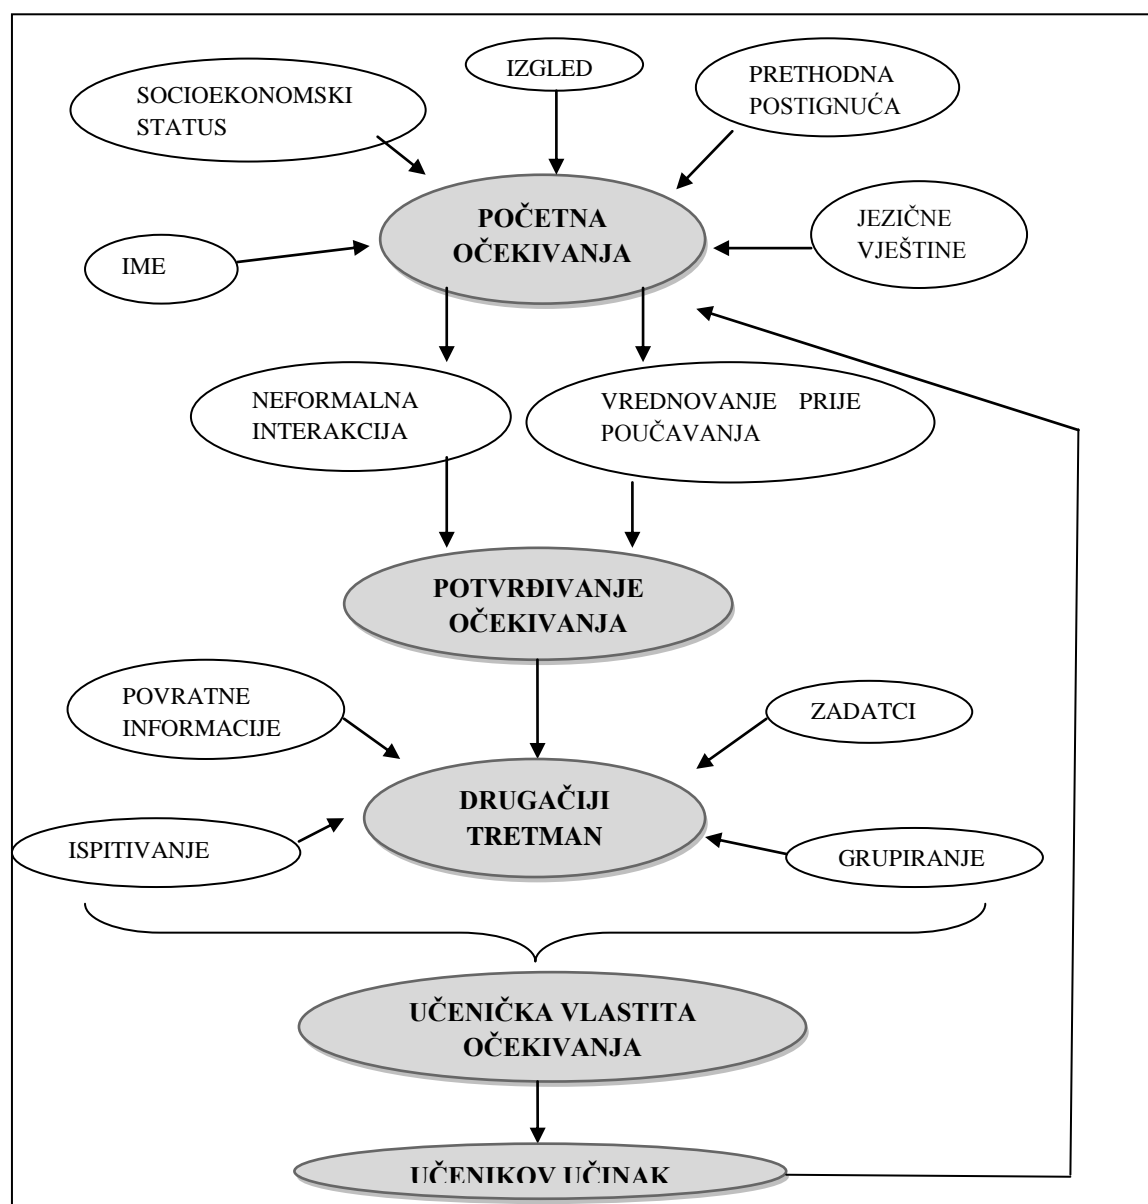 IZGLED
PRETHODNA
POSTIGNUĆA
SOCIOEKONOMSKI
STATUS
POČETNA
OČEKIVANJA
JEZIČNE
VJEŠTINE
IME
NEFORMALNA
INTERAKCIJA
VREDNOVANJE PRIJE
POUČAVANJA
POTVRĐIVANJE
OČEKIVANJA
POVRATNE
INFORMACIJE
ZADATCI
DRUGAČIJI
TRETMAN
ISPITIVANJE
GRUPIRANJE
UČENIČKA VLASTITA
OČEKIVANJA
UČENIKOV UČINAK